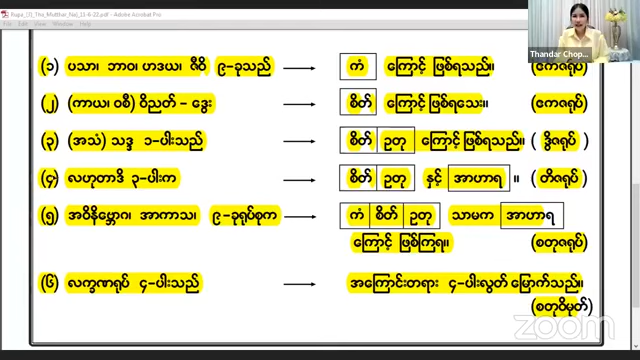 Rupa_(3)_The_Mutthar_Na)_11-6-22.pdf - Adobe Acrobat Pro
View Window Help
Thandar Chop...
(၁) ပသာ၊ ဘာဝ၊ ဟဒယ၊ ဇီဝိ ၉-ခုသည် ကံ ကြောင့် ဖြစ်ရသည်။ (ဧကဇရုပ်)
(၂) (ကာယ၊ ဝစီ) ဝိညတ် – ဒွေး စိတ် ကြောင့် ဖြစ်ရသေး။ (ဧကဇရုပ်)
(၃) (အသံ) သဒ္ဒ ၁-ပါးသည် စိတ် ဥတု ကြောင့် ဖြစ်ရသည်။ ( ဒွိဇရုပ် )
(၄) လဟုတာဒိ ၃-ပါးက စိတ် ဥတု နှင့် အာဟာရ ။ (တိဇရုပ်)
(၅) အဝိနိဗ္ဘောဂ၊ အာကာသ၊ ၉-ခုရုပ်စုက ကံ စိတ် ဥတု သာမက အာဟာရ
ကြောင့် ဖြစ်ကြရ။ (စတုဇရုပ်)
(၆) လက္ခဏရုပ် ၄-ပါးသည် အကြောင်းတရား ၄-ပါးလွတ် မြောက်သည်။
(စတုဝိမုတ်)
zoom